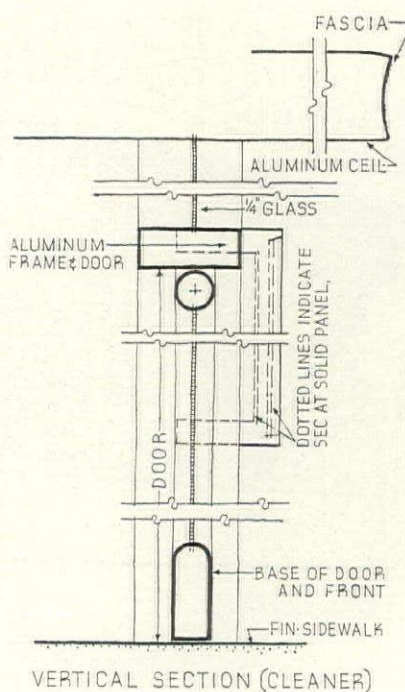 FASCIA
ALUMINUM CEIL.
¼" GLASS
ALUMINUM
FRAME & DOOR
DOTTED LINES INDICATE
SEC AT SOLID PANEL,
DOOR
BASE OF DOOR
AND FRONT
FIN. SIDEWALK
VERTICAL SECTION (CLEANER)